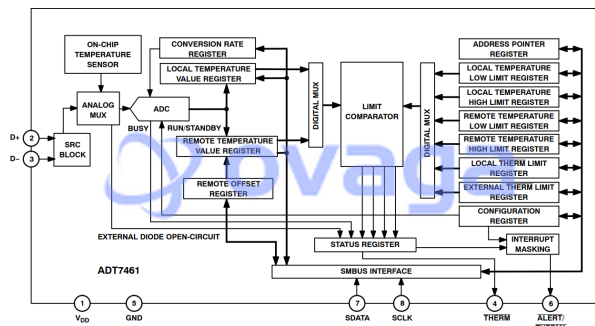 ON-CHIP
TEMPERATURE
SENSOR
CONVERSION RATE
REGISTER
LOCAL TEMPERATURE
VALUE REGISTER
ADDRESS POINTER
REGISTER
LOCAL TEMPERATURE
LOW LIMIT REGISTER
LOCAL TEMPERATURE
HIGH LIMIT REGISTER
REMOTE TEMPERATURE
LOW LIMIT REGISTER
REMOTE TEMPERATURE
HIGH LIMIT REGISTER
LOCAL THERM LIMIT
REGISTER
EXTERNAL THERM LIMIT
REGISTER
CONFIGURATION
REGISTER
ANALOG
MUX
ADC
BUSY
RUN/STANDBY
DIGITAL MUX
LIMIT
COMPARATOR
DIGITAL MUX
D+
2
D–
3
SRC
BLOCK
REMOTE TEMPERATURE
VALUE REGISTER
REMOTE OFFSET
REGISTER
ovaga
EXTERNAL DIODE OPEN-CIRCUIT
STATUS REGISTER
INTERRUPT
MASKING
ADT7461
SMBUS INTERFACE
1
5
7
8
4
6
VDD
GND
SDATA
SCLK
THERM
ALERT/